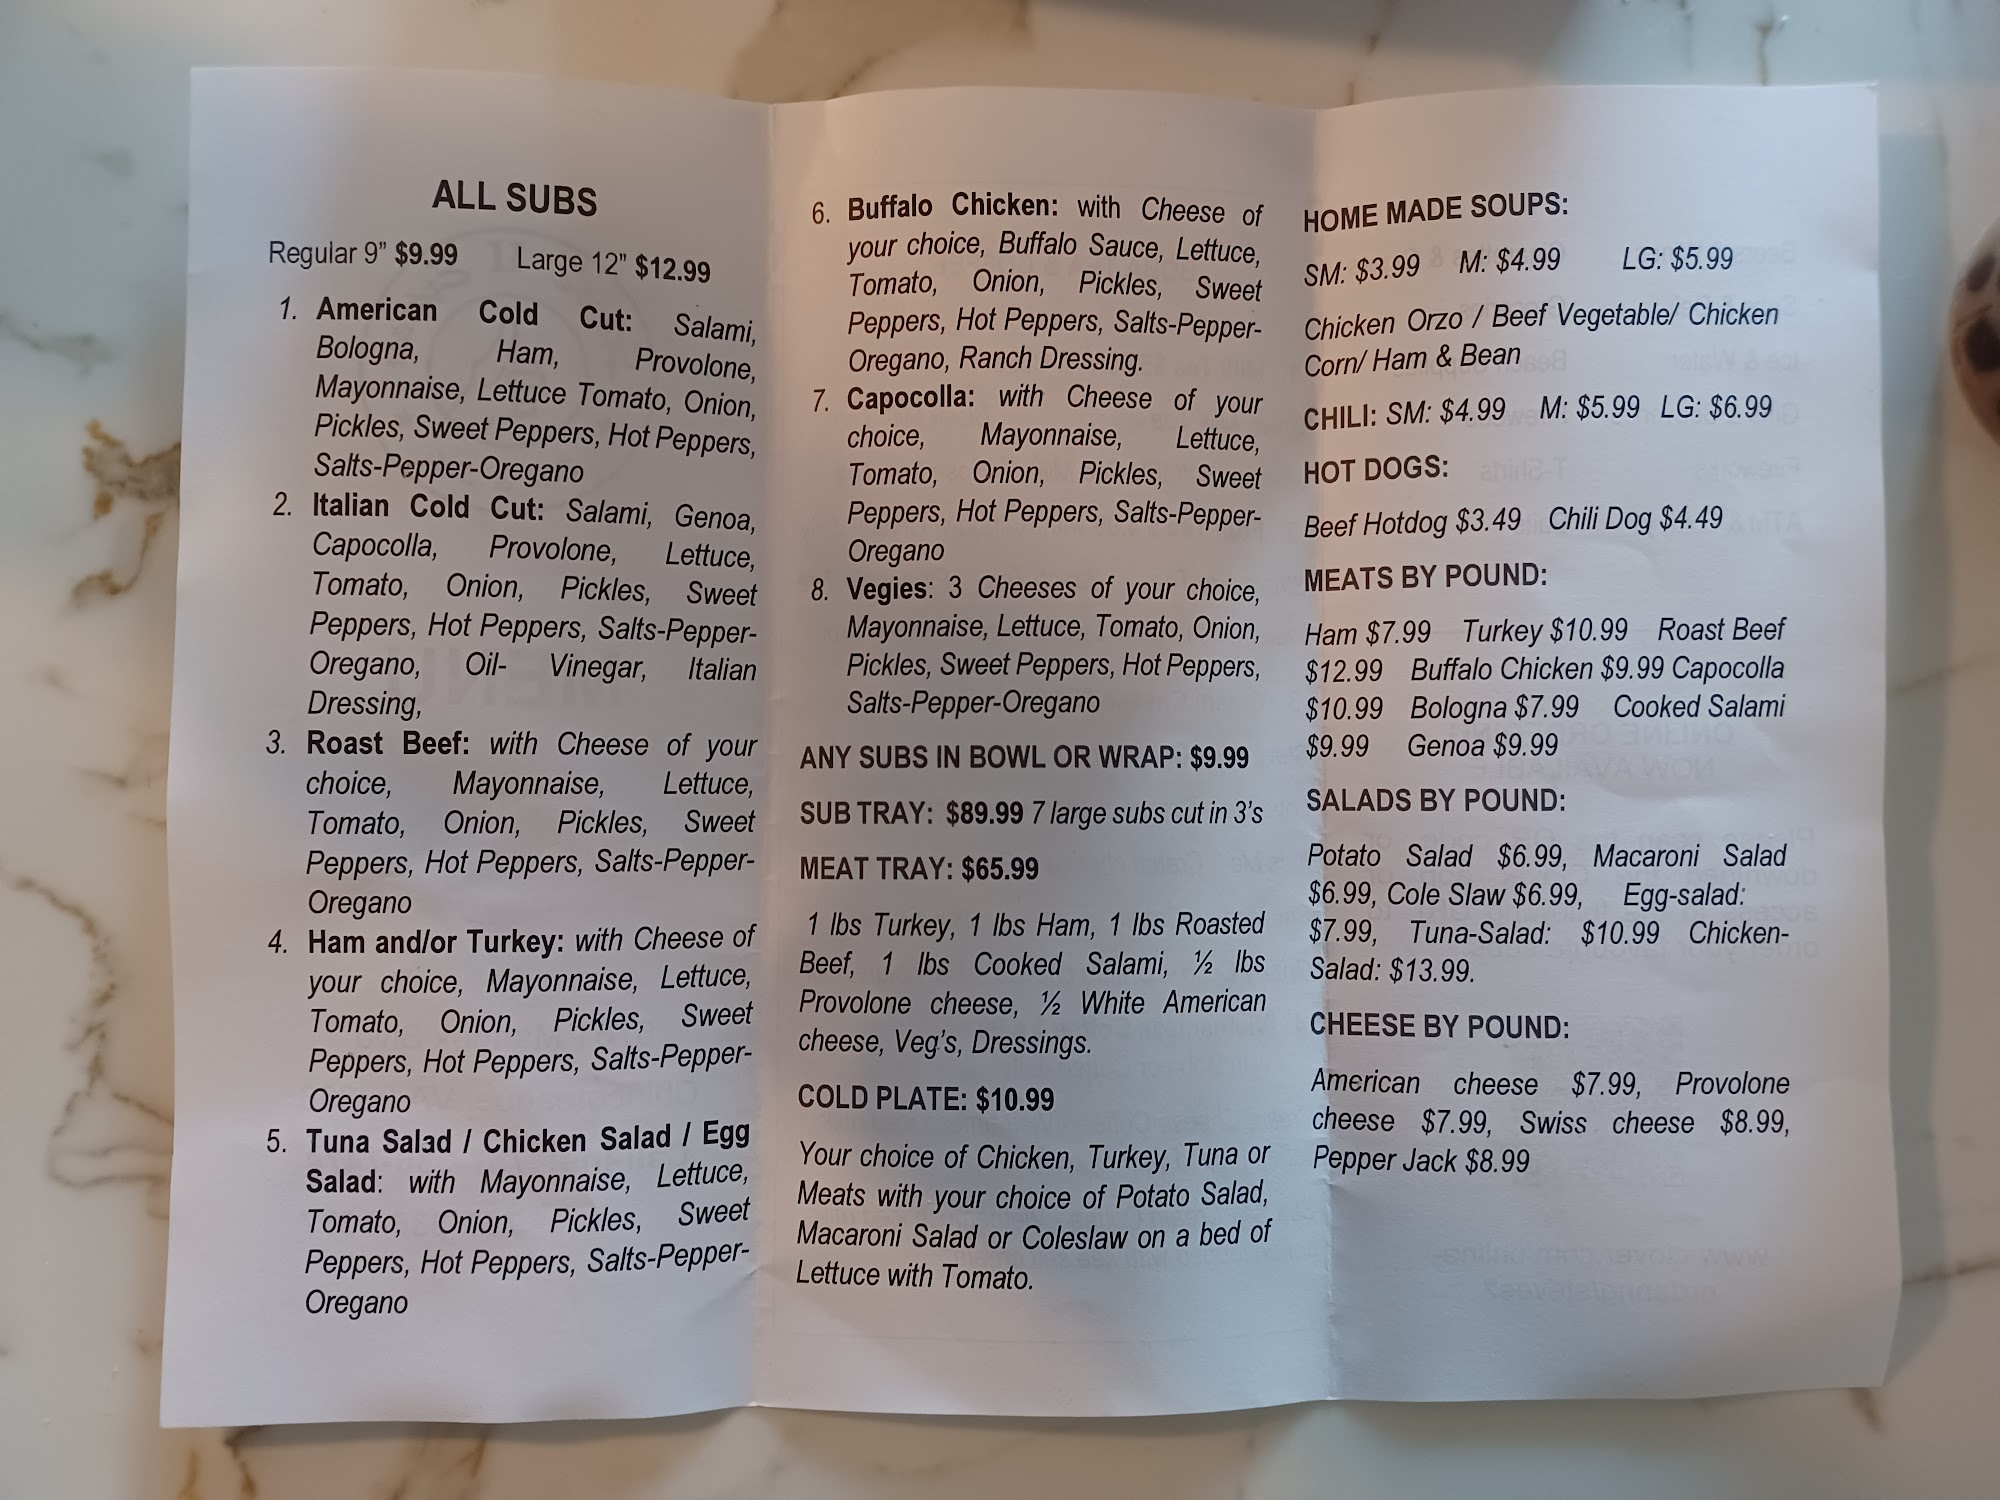 ALL SUBS
Regular 9” $9.99 Large 12” $12.99
1. American Cold Cut: Salami,
Bologna, Ham, Provolone,
Mayonnaise, Lettuce Tomato, Onion,
Pickles, Sweet Peppers, Hot Peppers,
Salts-Pepper-Oregano
2. Italian Cold Cut: Salami, Genoa,
Capocolla, Provolone, Lettuce,
Tomato, Onion, Pickles, Sweet
Peppers, Hot Peppers, Salts-Pepper-
Oregano, Oil- Vinegar, Italian
Dressing,
3. Roast Beef: with Cheese of your
choice, Mayonnaise, Lettuce,
Tomato, Onion, Pickles, Sweet
Peppers, Hot Peppers, Salts-Pepper-
Oregano
4. Ham and/or Turkey: with Cheese of
your choice, Mayonnaise, Lettuce,
Tomato, Onion, Pickles, Sweet
Peppers, Hot Peppers, Salts-Pepper-
Oregano
5. Tuna Salad / Chicken Salad / Egg
Salad: with Mayonnaise, Lettuce,
Tomato, Onion, Pickles, Sweet
Peppers, Hot Peppers, Salts-Pepper-
Oregano
6. Buffalo Chicken: with Cheese of
your choice, Buffalo Sauce, Lettuce,
Tomato, Onion, Pickles, Sweet
Peppers, Hot Peppers, Salts-Pepper-
Oregano, Ranch Dressing.
7. Capocolla: with Cheese of your
choice, Mayonnaise, Lettuce,
Tomato, Onion, Pickles, Sweet
Peppers, Hot Peppers, Salts-Pepper-
Oregano
8. Vegies: 3 Cheeses of your choice,
Mayonnaise, Lettuce, Tomato, Onion,
Pickles, Sweet Peppers, Hot Peppers,
Salts-Pepper-Oregano
ANY SUBS IN BOWL OR WRAP: $9.99
SUB TRAY: $89.99 7 large subs cut in 3’s
MEAT TRAY: $65.99
1 lbs Turkey, 1 lbs Ham, 1 lbs Roasted
Beef, 1 lbs Cooked Salami, ½ lbs
Provolone cheese, ½ White American
cheese, Veg’s, Dressings.
COLD PLATE: $10.99
Your choice of Chicken, Turkey, Tuna or
Meats with your choice of Potato Salad,
Macaroni Salad or Coleslaw on a bed of
Lettuce with Tomato.
HOME MADE SOUPS:
SM: $3.99 M: $4.99 LG: $5.99
Chicken Orzo / Beef Vegetable/ Chicken
Corn/ Ham & Bean
CHILI: SM: $4.99 M: $5.99 LG: $6.99
HOT DOGS:
Beef Hotdog $3.49 Chili Dog $4.49
MEATS BY POUND:
Ham $7.99 Turkey $10.99 Roast Beef
$12.99 Buffalo Chicken $9.99 Capocolla
$10.99 Bologna $7.99 Cooked Salami
$9.99 Genoa $9.99
SALADS BY POUND:
Potato Salad $6.99, Macaroni Salad
$6.99, Cole Slaw $6.99, Egg-salad:
$7.99, Tuna-Salad: $10.99 Chicken-
Salad: $13.99.
CHEESE BY POUND:
American cheese $7.99, Provolone
cheese $7.99, Swiss cheese $8.99,
Pepper Jack $8.99